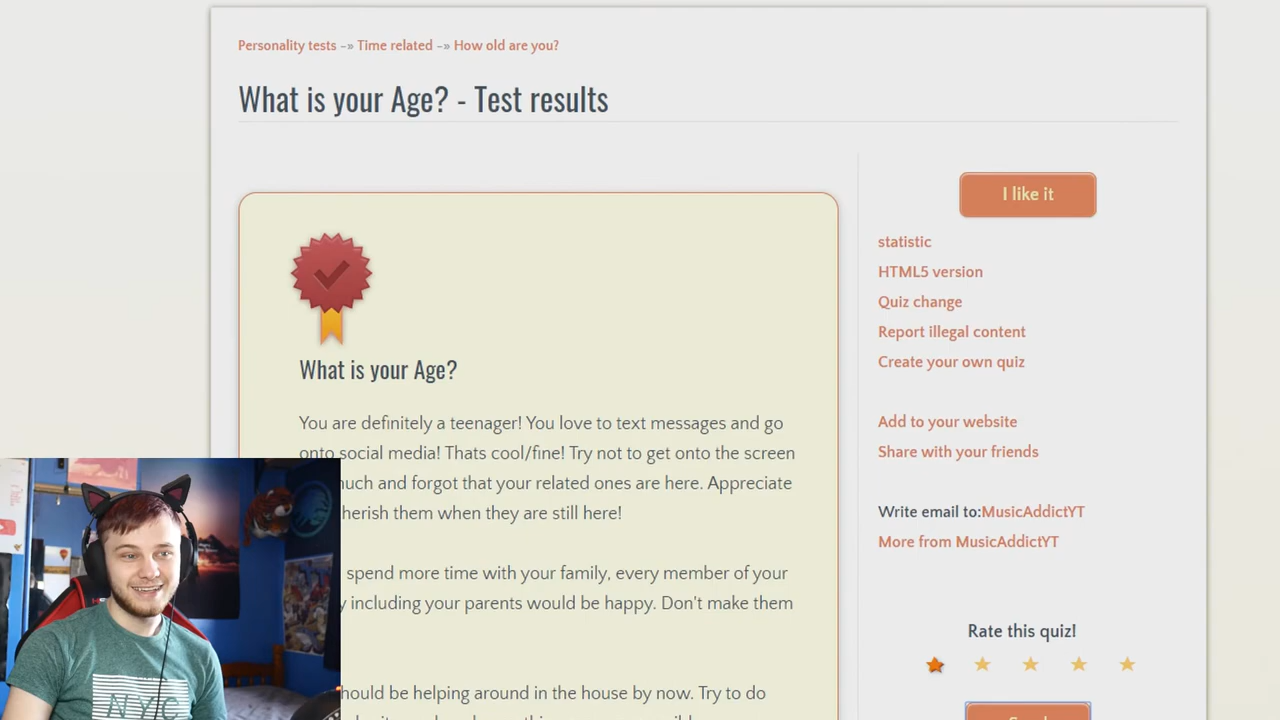 Personality tests -» Time related -» How old are you?
What is your Age? - Test results
What is your Age?
You are definitely a teenager! You love to text messages and go
onto social media! Thats cool/fine! Try not to get onto the screen
much and forgot that your related ones are here. Appreciate
cherish them when they are still here!
spend more time with your family, every member of your
including your parents would be happy. Don't make them
should be helping around in the house by now. Try to do
I like it
statistic
HTML5 version
Quiz change
Report illegal content
Create your own quiz
Add to your website
Share with your friends
Write email to:MusicAddictYT
More from MusicAddictYT
Rate this quiz!
NYC